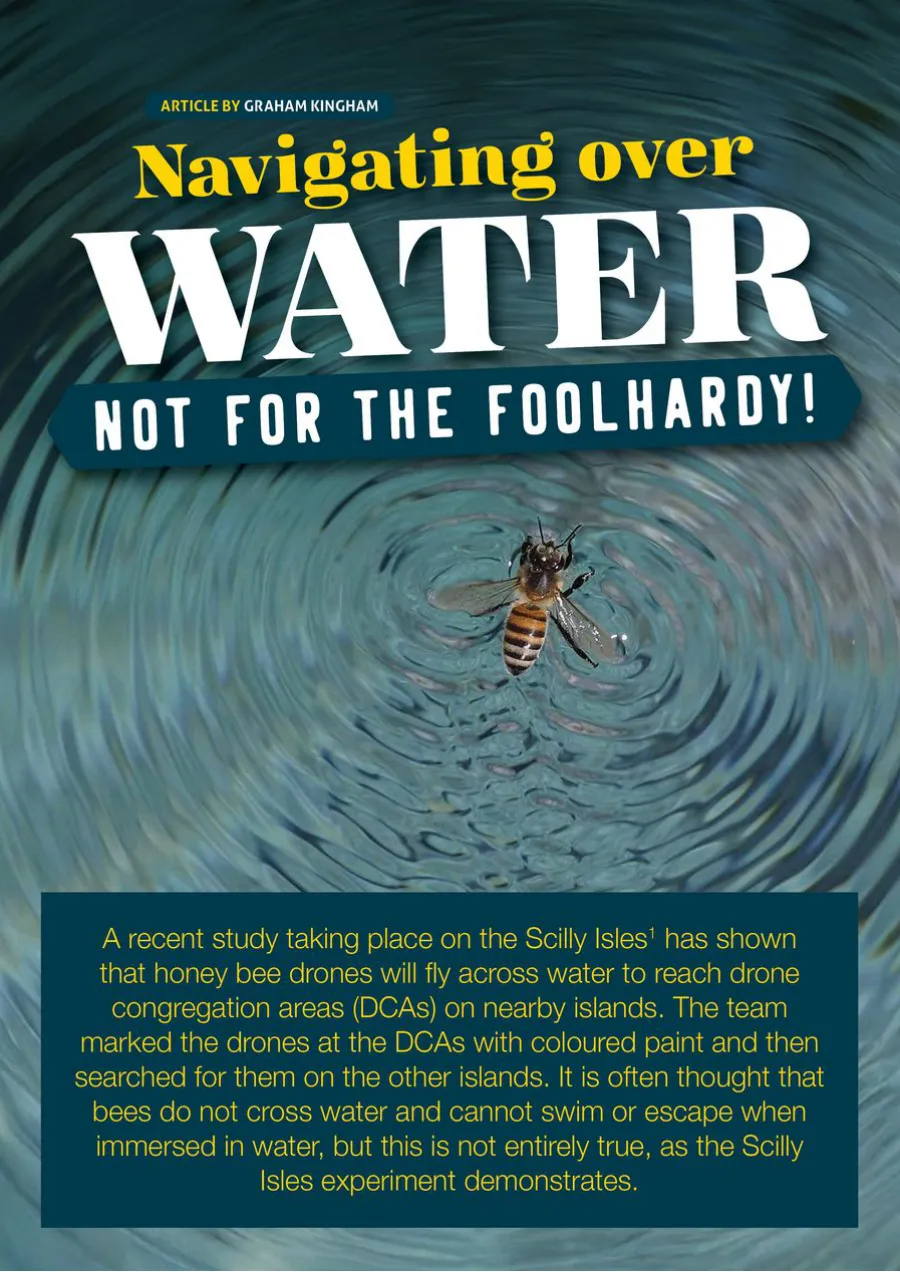 ARTICLE BY GRAHAM KINGHAM
Navigating over
WATER
NOT FOR THE FOOLHARDY!
A recent study taking place on the Scilly Isles¹ has shown
that honey bee drones will fly across water to reach drone
congregation areas (DCAs) on nearby islands. The team
marked the drones at the DCAs with coloured paint and then
searched for them on the other islands. It is often thought that
bees do not cross water and cannot swim or escape when
immersed in water, but this is not entirely true, as the Scilly
Isles experiment demonstrates.